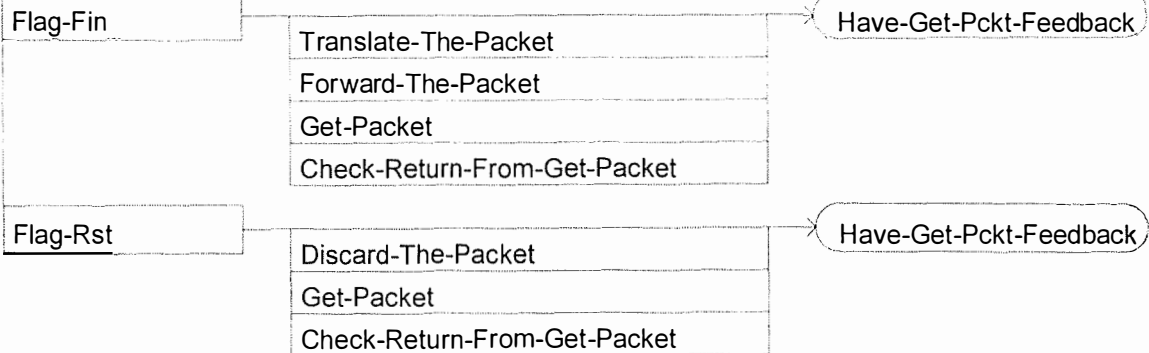 Flag-Fin
Have-Get-Pckt-Feedback
Translate-The-Packet
Forward-The-Packet
Get-Packet
Check-Return-From-Get-Packet
Flag-Rst
Have-Get-Pckt-Feedback
Discard-The-Packet
Get-Packet
Check-Return-From-Get-Packet